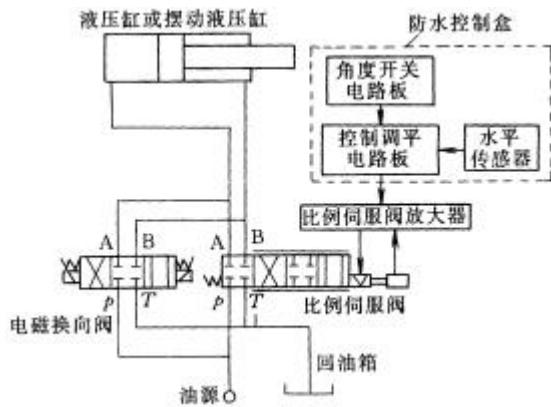 液压缸或摆动液压缸
防水控制盒
角度开关
电路板
控制调平
电路板
水平
传感器
比例伺服阀放大器
A B
A B
p T
p T
电磁换向阀
比例伺服阀
回油箱
油源